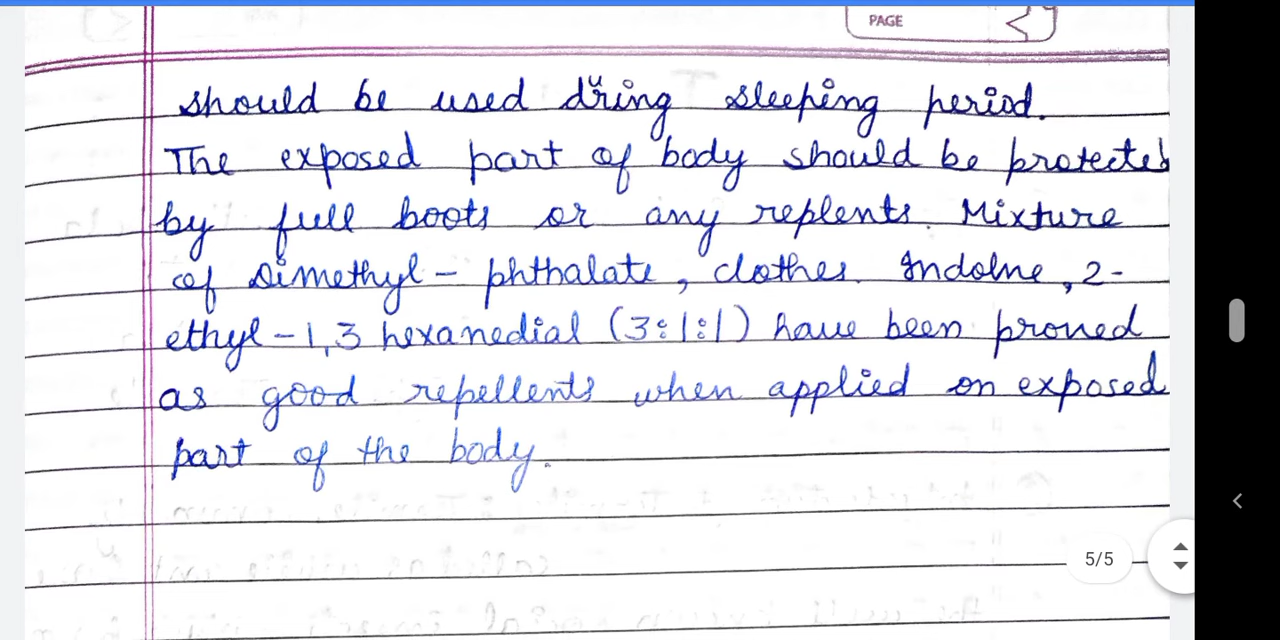 PAGE
should be used during sleeping period.
The exposed part of body should be protected
by full boots or any replents. Mixture
of Dimethyl - phthalate, clothes. Indolne, 2-
ethyl-1,3 hexanedial (3:1:1) have been proned
as good repellents when applied on exposed
part of the body.
5/5